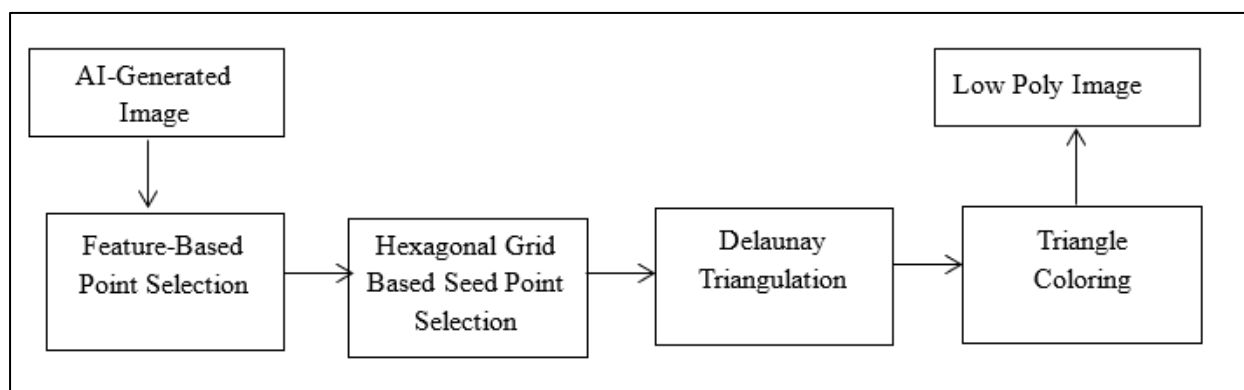 AI-Generated
Image
Low Poly Image
Feature-Based
Point Selection
Hexagonal Grid
Based Seed Point
Selection
Delaunay
Triangulation
Triangle
Coloring